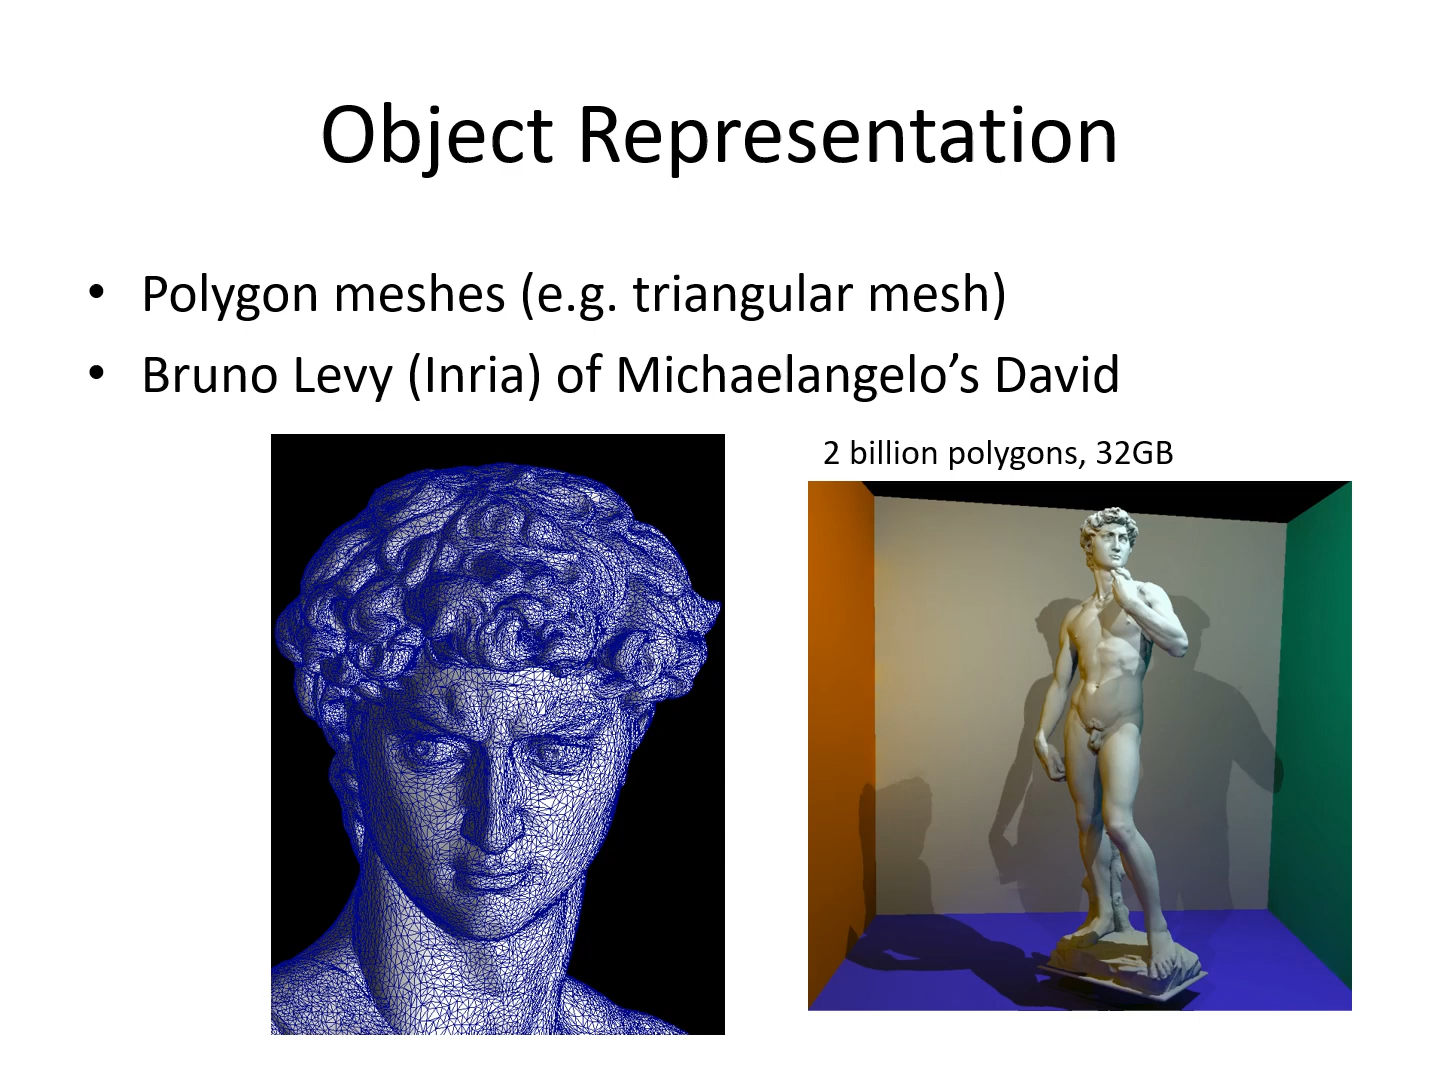 Object Representation
• Polygon meshes (e.g. triangular mesh)
• Bruno Levy (Inria) of Michaelangelo’s David
2 billion polygons, 32GB